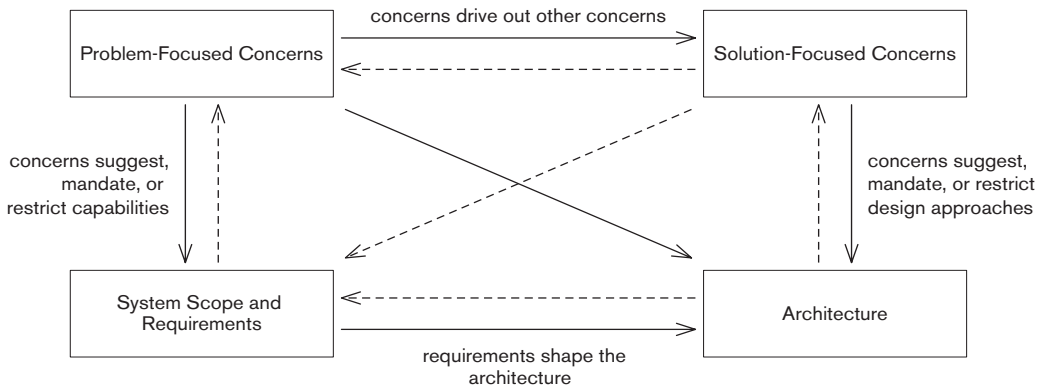 concerns drive out other concerns
Problem-Focused Concerns
Solution-Focused Concerns
concerns suggest,
mandate, or
restrict capabilities
concerns suggest,
mandate, or restrict
design approaches
System Scope and
Requirements
Architecture
requirements shape the
architecture